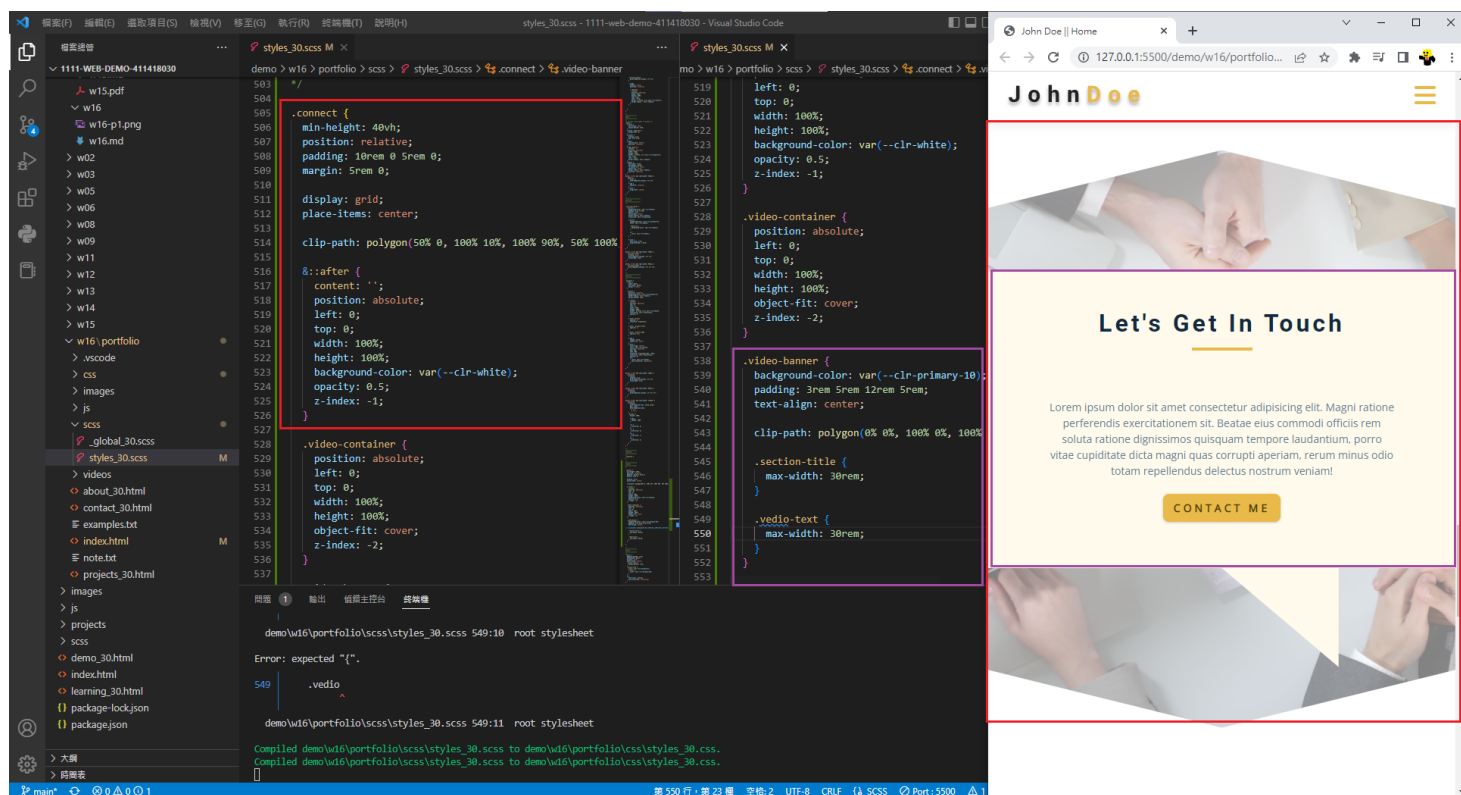 檔案(F) 編輯(E) 選取項目(S) 檢視(V) 移至(G) 執行(R) 終端機(T) 說明(H)
styles_30.scss - 1111-web-demo-411418030 - Visual Studio Code
檔案總管 ···
1111-WEB-DEMO-411418030
w15.pdf
w16
w16-p1.png
w16.md
w02
w03
w05
w06
w08
w09
w11
w12
w13
w14
w15
w16 \ portfolio
.vscode
css
images
js
scss
_global_30.scss
styles_30.scss M
videos
about_30.html
contact_30.html
examples.txt
index.html M
note.txt
projects_30.html
images
js
projects
scss
demo_30.html
index.html
learning_30.html
package-lock.json
package.json
大綱
時間表
4
styles_30.scss M ×
demo > w16 > portfolio > scss > styles_30.scss > .connect > .video-banner
503 */
504
505 .connect {
506 min-height: 40vh;
507 position: relative;
508 padding: 10rem 0 5rem 0;
509 margin: 5rem 0;
510
511 display: grid;
512 place-items: center;
513
514 clip-path: polygon(50% 0, 100% 10%, 100% 90%, 50% 100%
515
516 &::after {
517 content: '';
518 position: absolute;
519 left: 0;
520 top: 0;
521 width: 100%;
522 height: 100%;
523 background-color: var(--clr-white);
524 opacity: 0.5;
525 z-index: -1;
526 }
527
528 .video-container {
529 position: absolute;
530 left: 0;
531 top: 0;
532 width: 100%;
533 height: 100%;
534 object-fit: cover;
535 z-index: -2;
536 }
537
styles_30.scss M ×
mo > w16 > portfolio > scss > styles_30.scss > .connect > .vi
519 left: 0;
520 top: 0;
521 width: 100%;
522 height: 100%;
523 background-color: var(--clr-white);
524 opacity: 0.5;
525 z-index: -1;
526 }
527
528 .video-container {
529 position: absolute;
530 left: 0;
531 top: 0;
532 width: 100%;
533 height: 100%;
534 object-fit: cover;
535 z-index: -2;
536 }
537
538 .video-banner {
539 background-color: var(--clr-primary-10);
540 padding: 3rem 5rem 12rem 5rem;
541 text-align: center;
542
543 clip-path: polygon(0% 0%, 100% 0%, 100%
544
545 .section-title {
546 max-width: 30rem;
547 }
548
549 .vedio-text {
550 max-width: 30rem;
551 }
552 }
553
問題 1 輸出 偵錯主控台 終端機
demo\w16\portfolio\scss\styles_30.scss 549:10 root stylesheet
Error: expected "{".
549 .vedio
^
demo\w16\portfolio\scss\styles_30.scss 549:11 root stylesheet
Compiled demo\w16\portfolio\scss\styles_30.scss to demo\w16\portfolio\css\styles_30.css.
Compiled demo\w16\portfolio\scss\styles_30.scss to demo\w16\portfolio\css\styles_30.css.
main* 0 0 1
第 550 行，第 23 欄 空格: 2 UTF-8 CRLF SCSS Port : 5500 1
John Doe || Home
127.0.0.1:5500/demo/w16/portfolio...
JohnDoe
Let's Get In Touch
Lorem ipsum dolor sit amet consectetur adipisicing elit. Magni ratione
perferendis exercitationem sit. Beatae eius commodi officiis rem
soluta ratione dignissimos quisquam tempore laudantium, porro
vitae cupiditate dicta magni quas corrupti aperiam, rerum minus odio
totam repellendus delectus nostrum veniam!
CONTACT ME